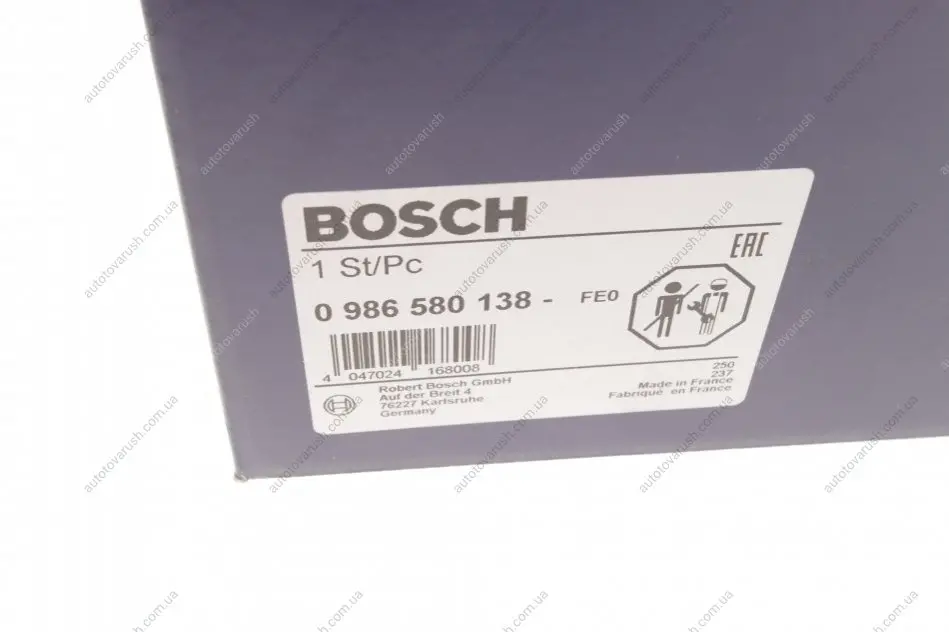 BOSCH
EAC
1 St/Pc
0 986 580 138 - FE0
4 047024 168008
250
237
Robert Bosch GmbH
Auf der Breit 4
76227 Karlsruhe
Germany
Made in France
Fabriqué en France
autotovarush.com.ua